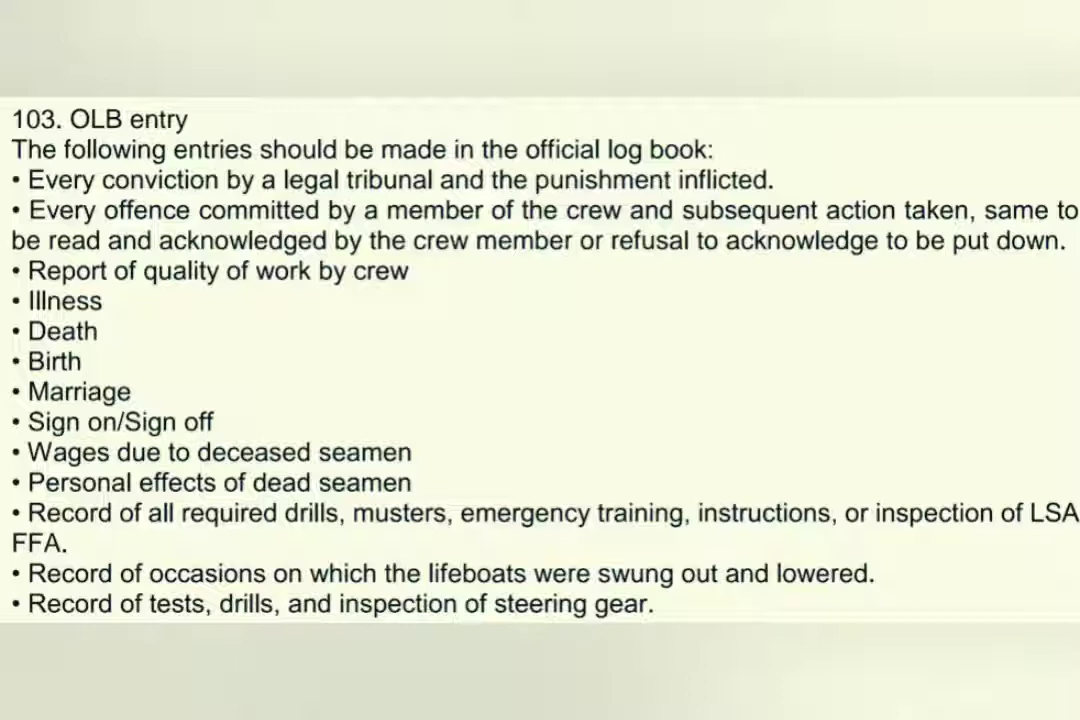 103. OLB entry
The following entries should be made in the official log book:
• Every conviction by a legal tribunal and the punishment inflicted.
• Every offence committed by a member of the crew and subsequent action taken, same to
be read and acknowledged by the crew member or refusal to acknowledge to be put down.
• Report of quality of work by crew
• Illness
• Death
• Birth
• Marriage
• Sign on/Sign off
• Wages due to deceased seamen
• Personal effects of dead seamen
• Record of all required drills, musters, emergency training, instructions, or inspection of LSA
FFA.
• Record of occasions on which the lifeboats were swung out and lowered.
• Record of tests, drills, and inspection of steering gear.